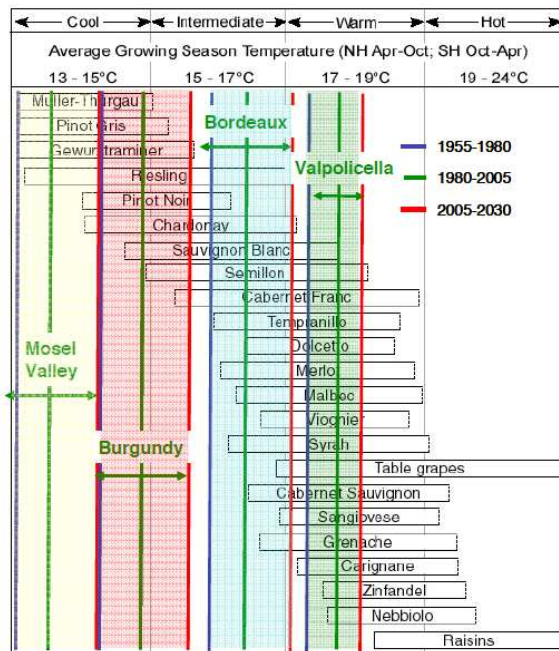 Cool Intermediate Warm Hot
Average Growing Season Temperature (NH Apr-Oct; SH Oct-Apr)
13 - 15°C 15 - 17°C 17 - 19°C 19 - 24°C
Muller-Thurgau
Pinot Gris
Bordeaux
Gewurztraminer
1955-1980
Valpolicella
Riesling
1980-2005
Pinot Noir
2005-2030
Chardonay
Sauvignon Blanc
Semillon
Cabernet Franc
Tempranillo
Mosel
Valley
Dolcetto
Merlot
Malbec
Viognier
Burgundy
Syrah
Table grapes
Cabernet Sauvignon
Sangiovese
Grenache
Carignane
Zinfandel
Nebbiolo
Raisins